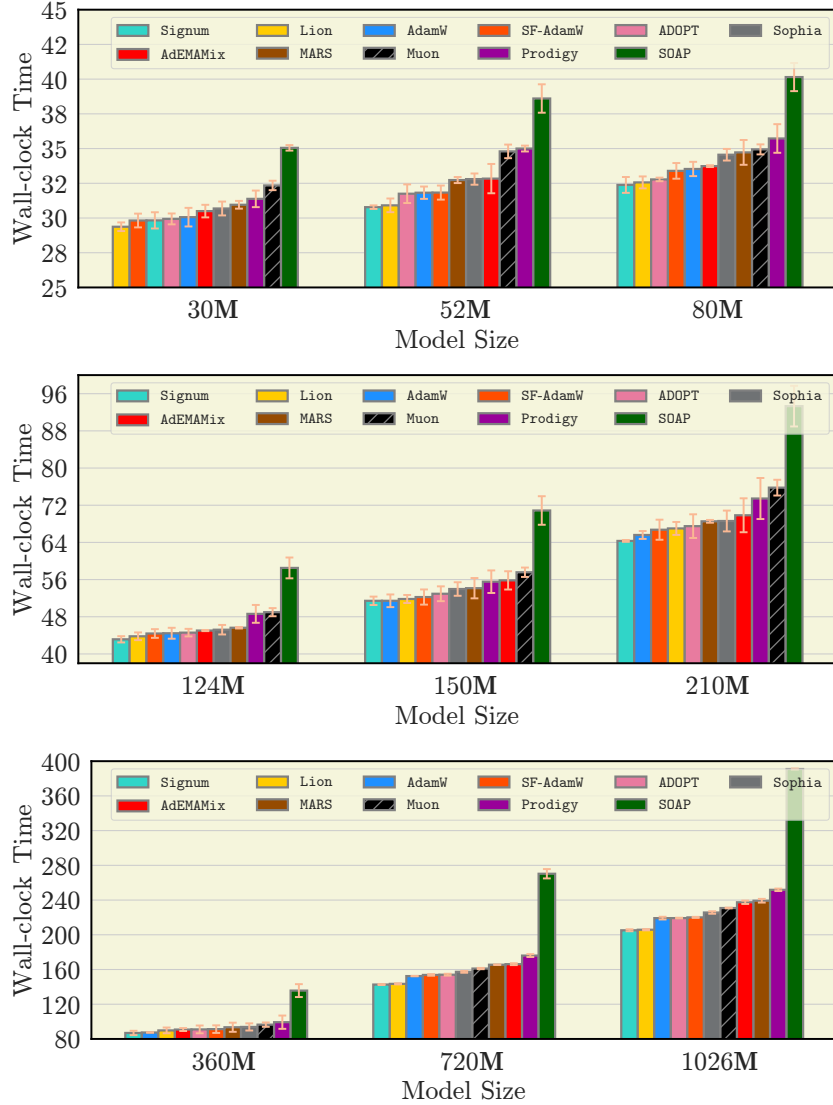 45
42
40
38
35
32
30
28
25
Wall-clock Time
Signum Lion AdamW SF-AdamW ADOPT Sophia
AdEMAMix MARS Muon Prodigy SOAP
30M 52M 80M
Model Size
96
88
80
72
64
56
48
40
Wall-clock Time
Signum Lion AdamW SF-AdamW ADOPT Sophia
AdEMAMix MARS Muon Prodigy SOAP
124M 150M 210M
Model Size
400
360
320
280
240
200
160
120
80
Wall-clock Time
Signum Lion AdamW SF-AdamW ADOPT Sophia
AdEMAMix MARS Muon Prodigy SOAP
360M 720M 1026M
Model Size